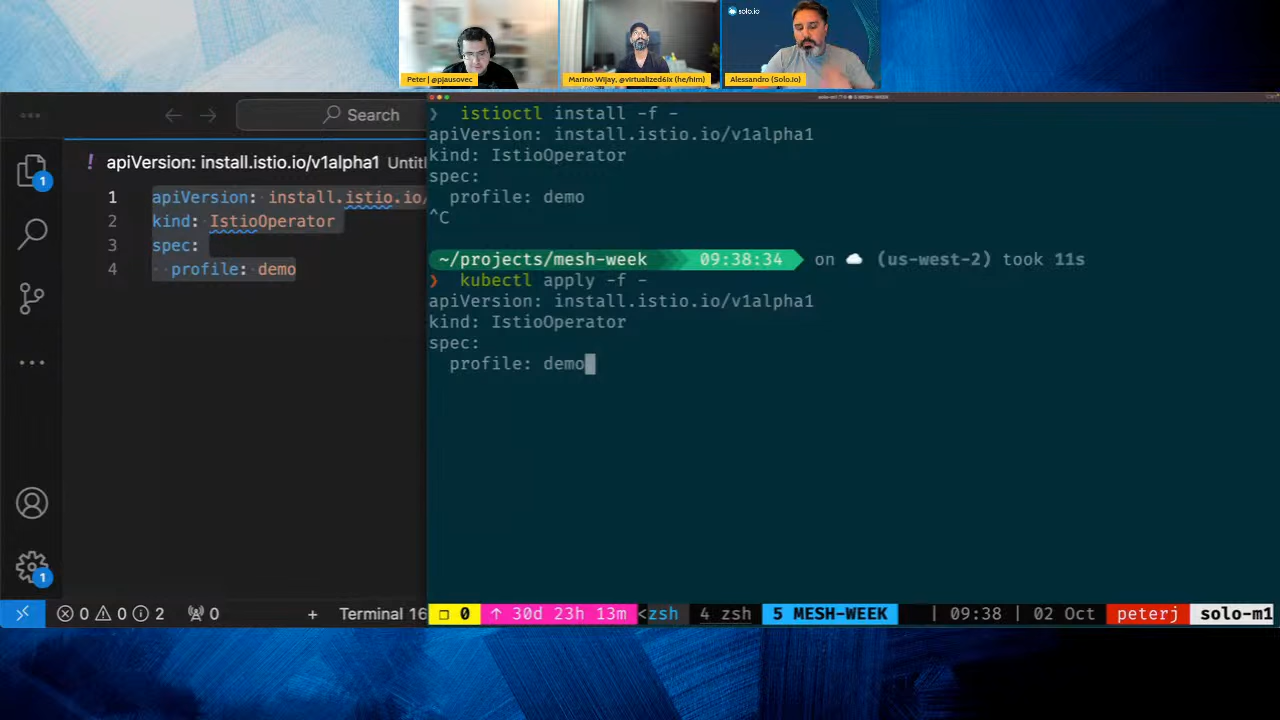 solo.io
Peter | @pjausovec
Marino Wijay, @virtualized6ix (he/him)
Alessandro (Solo.io)
Search
! apiVersion: install.istio.io/v1alpha1 Untit
1 apiVersion: install.istio.io/
2 kind: IstioOperator
3 spec:
4 profile: demo
1
1
0 0 2 0
+ Terminal 16
❯ istioctl install -f -
apiVersion: install.istio.io/v1alpha1
kind: IstioOperator
spec:
profile: demo
^C
~/projects/mesh-week 09:38:34 on (us-west-2) took 11s
❯ kubectl apply -f -
apiVersion: install.istio.io/v1alpha1
kind: IstioOperator
spec:
profile: demo
0 ↑ 30d 23h 13m <zsh 4 zsh 5 MESH-WEEK | 09:38 | 02 Oct peterj solo-m1